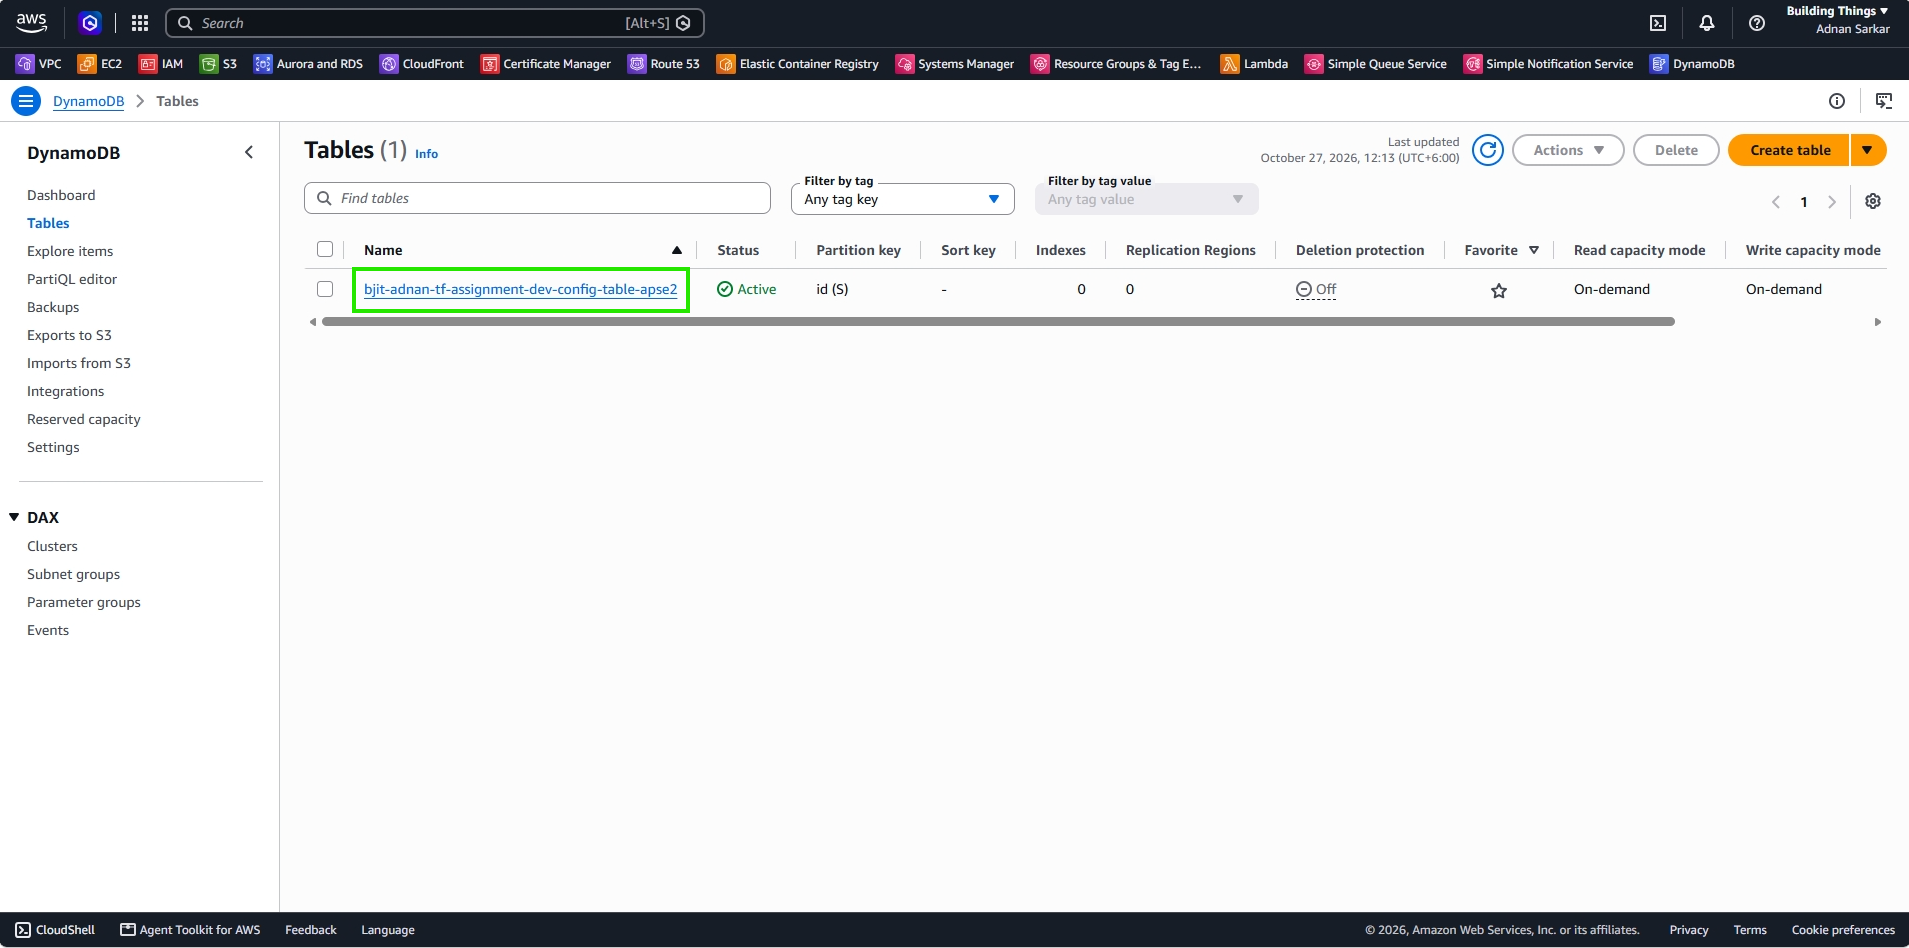 aws
Search [Alt+S]
Building Things
Adnan Sarkar
VPC EC2 IAM S3 Aurora and RDS CloudFront Certificate Manager Route 53 Elastic Container Registry Systems Manager Resource Groups & Tag E... Lambda Simple Queue Service Simple Notification Service DynamoDB
DynamoDB Tables
DynamoDB
Dashboard
Tables
Explore items
PartiQL editor
Backups
Exports to S3
Imports from S3
Integrations
Reserved capacity
Settings
DAX
Clusters
Subnet groups
Parameter groups
Events
Tables (1) Info
Last updated
October 27, 2026, 12:13 (UTC+6:00)
Actions Delete Create table
Find tables
Filter by tag
Any tag key
Filter by tag value
Any tag value
1
Name Status Partition key Sort key Indexes Replication Regions Deletion protection Favorite Read capacity mode Write capacity mode
bjit-adnan-tf-assignment-dev-config-table-apse2 Active id (S) - 0 0 Off On-demand On-demand
CloudShell Agent Toolkit for AWS Feedback Language © 2026, Amazon Web Services, Inc. or its affiliates. Privacy Terms Cookie preferences